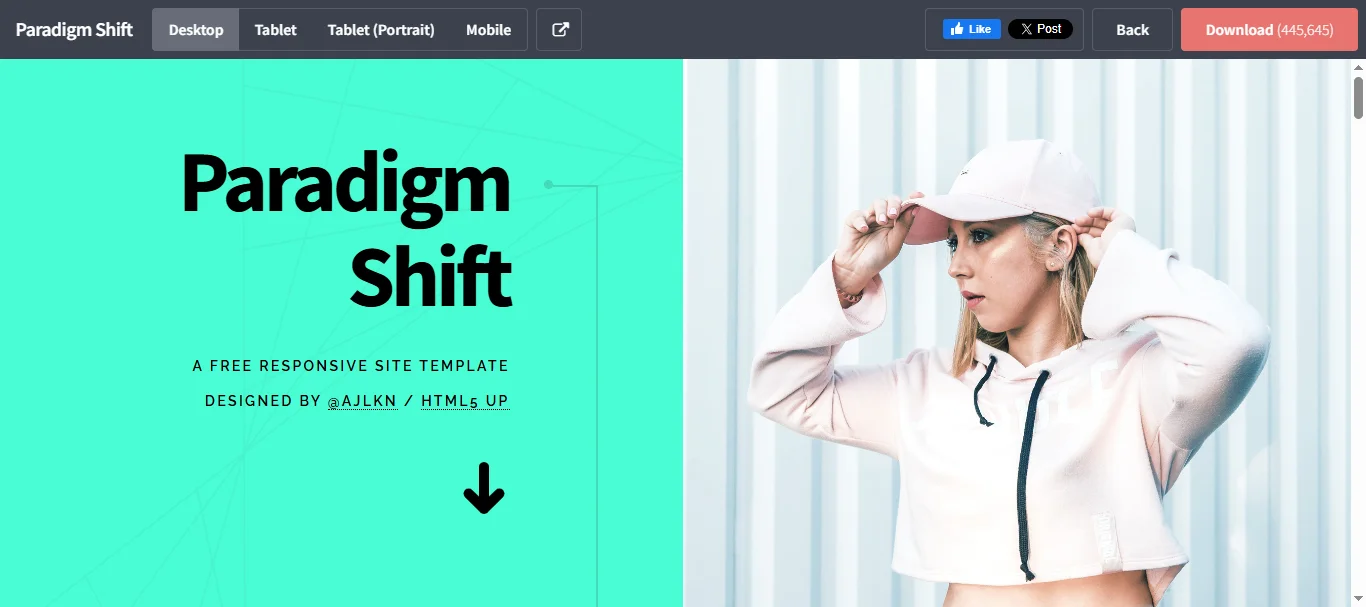 Paradigm Shift Desktop Tablet Tablet (Portrait) Mobile Like Post Back Download (445,645)
Paradigm
Shift
A FREE RESPONSIVE SITE TEMPLATE
DESIGNED BY @AJLKN / HTML5 UP